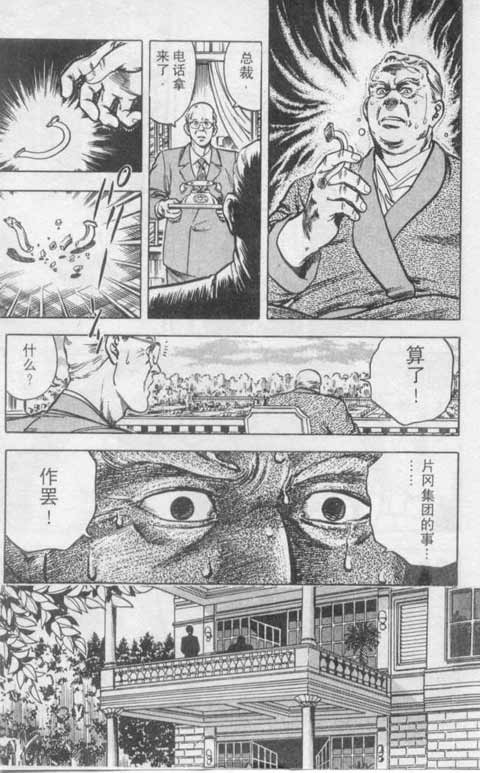 总裁，
电话拿
来了．
算了！
什么？
片冈集团的事…
……
作罢！